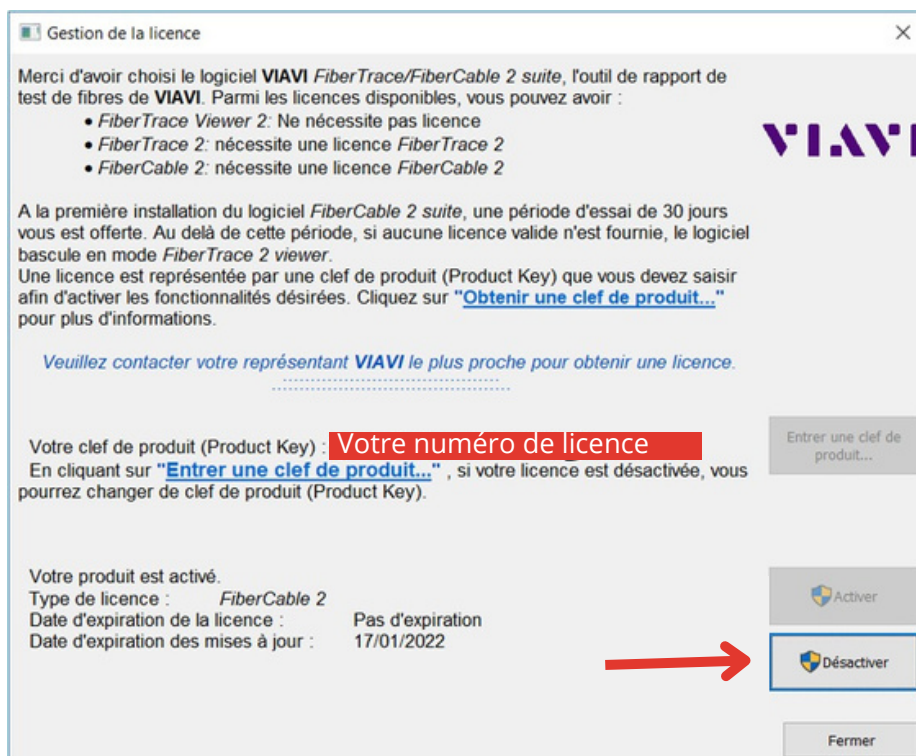 Gestion de la licence
Merci d'avoir choisi le logiciel VIAVI FiberTrace/FiberCable 2 suite, l'outil de rapport de
test de fibres de VIAVI. Parmi les licences disponibles, vous pouvez avoir :
• FiberTrace Viewer 2: Ne nécessite pas licence
• FiberTrace 2: nécessite une licence FiberTrace 2
• FiberCable 2: nécessite une licence FiberCable 2
VIAVI
A la première installation du logiciel FiberCable 2 suite, une période d'essai de 30 jours
vous est offerte. Au delà de cette période, si aucune licence valide n'est fournie, le logiciel
bascule en mode FiberTrace 2 viewer.
Une licence est représentée par une clef de produit (Product Key) que vous devez saisir
afin d'activer les fonctionnalités désirées. Cliquez sur "Obtenir une clef de produit..."
pour plus d'informations.
Veuillez contacter votre représentant VIAVI le plus proche pour obtenir une licence.
Votre clef de produit (Product Key) : Votre numéro de licence
En cliquant sur "Entrer une clef de produit..." , si votre licence est désactivée, vous
pourrez changer de clef de produit (Product Key).
Entrer une clef de
produit...
Votre produit est activé.
Type de licence : FiberCable 2
Date d'expiration de la licence : Pas d'expiration
Date d'expiration des mises à jour : 17/01/2022
Activer
Désactiver
Fermer